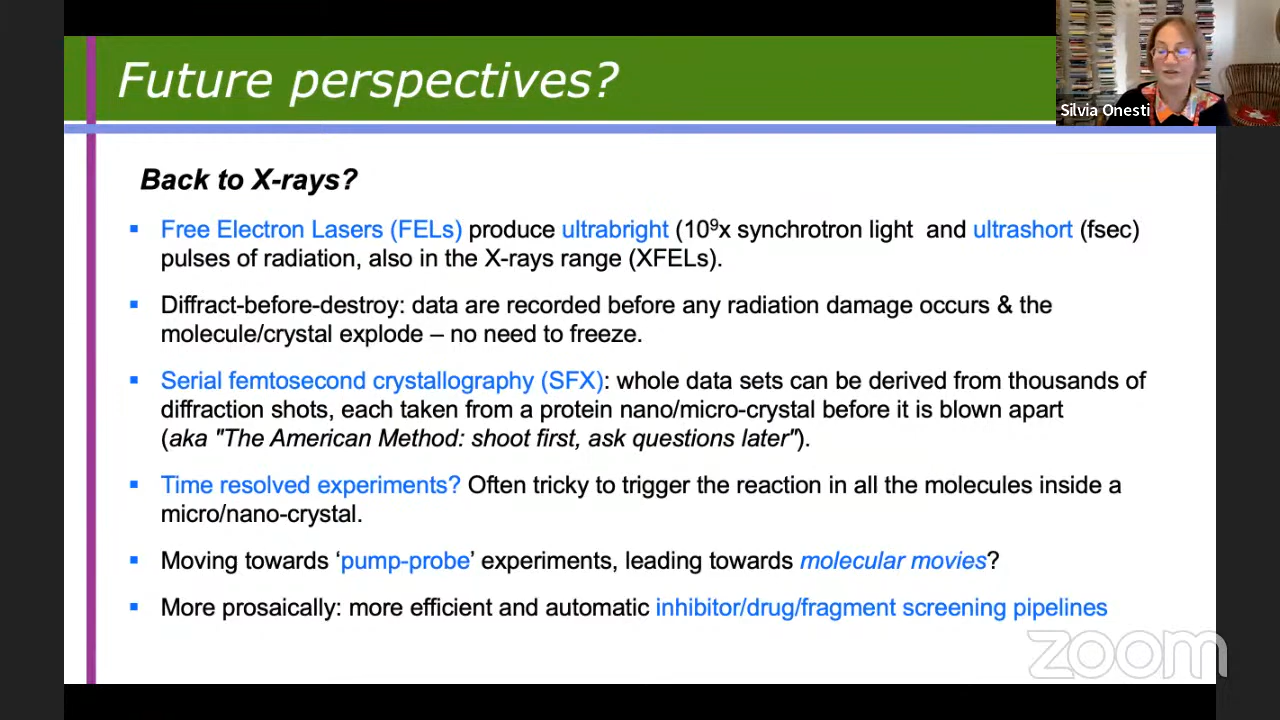 Future perspectives?
Silvia Onesti
Back to X-rays?
▪ Free Electron Lasers (FELs) produce ultrabright (10⁹x synchrotron light and ultrashort (fsec)
pulses of radiation, also in the X-rays range (XFELs).
▪ Diffract-before-destroy: data are recorded before any radiation damage occurs & the
molecule/crystal explode – no need to freeze.
▪ Serial femtosecond crystallography (SFX): whole data sets can be derived from thousands of
diffraction shots, each taken from a protein nano/micro-crystal before it is blown apart
(aka "The American Method: shoot first, ask questions later").
▪ Time resolved experiments? Often tricky to trigger the reaction in all the molecules inside a
micro/nano-crystal.
▪ Moving towards ‘pump-probe’ experiments, leading towards molecular movies?
▪ More prosaically: more efficient and automatic inhibitor/drug/fragment screening pipelines
zoom